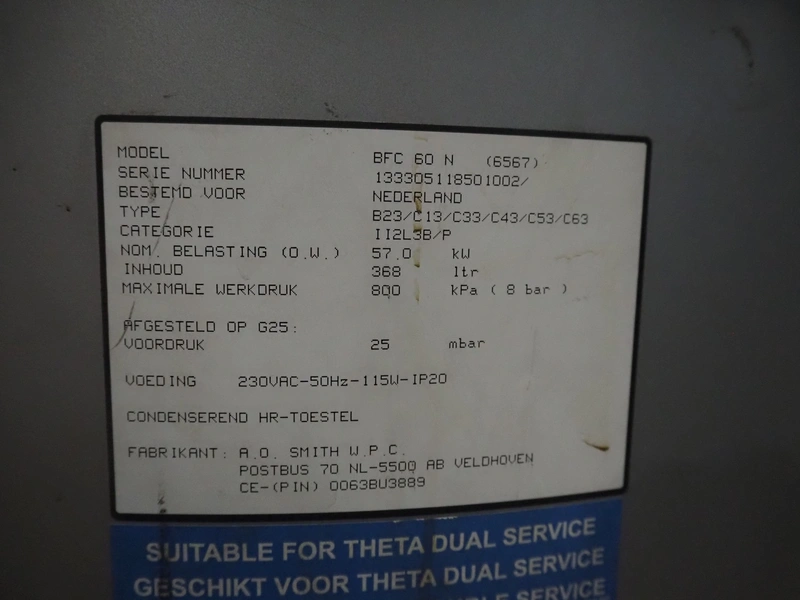 MODEL BFC 60 N (6567)
SERIE NUMMER 133305118501002/
BESTEMD VOOR NEDERLAND
TYPE B23/C13/C33/C43/C53/C63
CATEGORIE II2L3B/P
NOM. BELASTING (O.W.) 57.0 kW
INHOUD 368 ltr
MAXIMALE WERKDRUK 800 kPa ( 8 bar )
AFGESTELD OP G25:
VOORDRUK 25 mbar
VOEDING 230VAC-50Hz-115W-IP20
CONDENSEREND HR-TOESTEL
FABRIKANT: A.O. SMITH W.P.C.
POSTBUS 70 NL-5500 AB VELDHOVEN
CE-(PIN) 0063BU3889
SUITABLE FOR THETA DUAL SERVICE
GESCHIKT VOOR THETA DUAL SERVICE
SERVICE